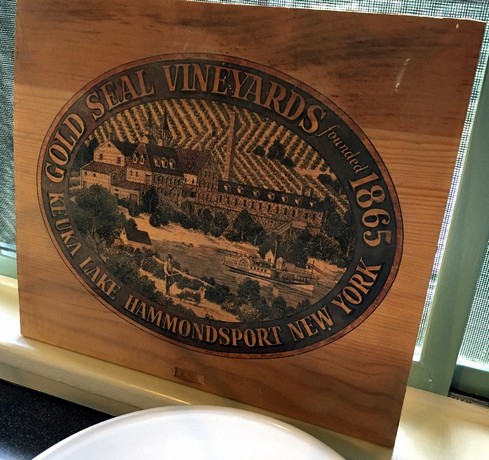 GOLD SEAL VINEYARDS founded 1865
KEUKA LAKE HAMMONDSPORT NEW YORK